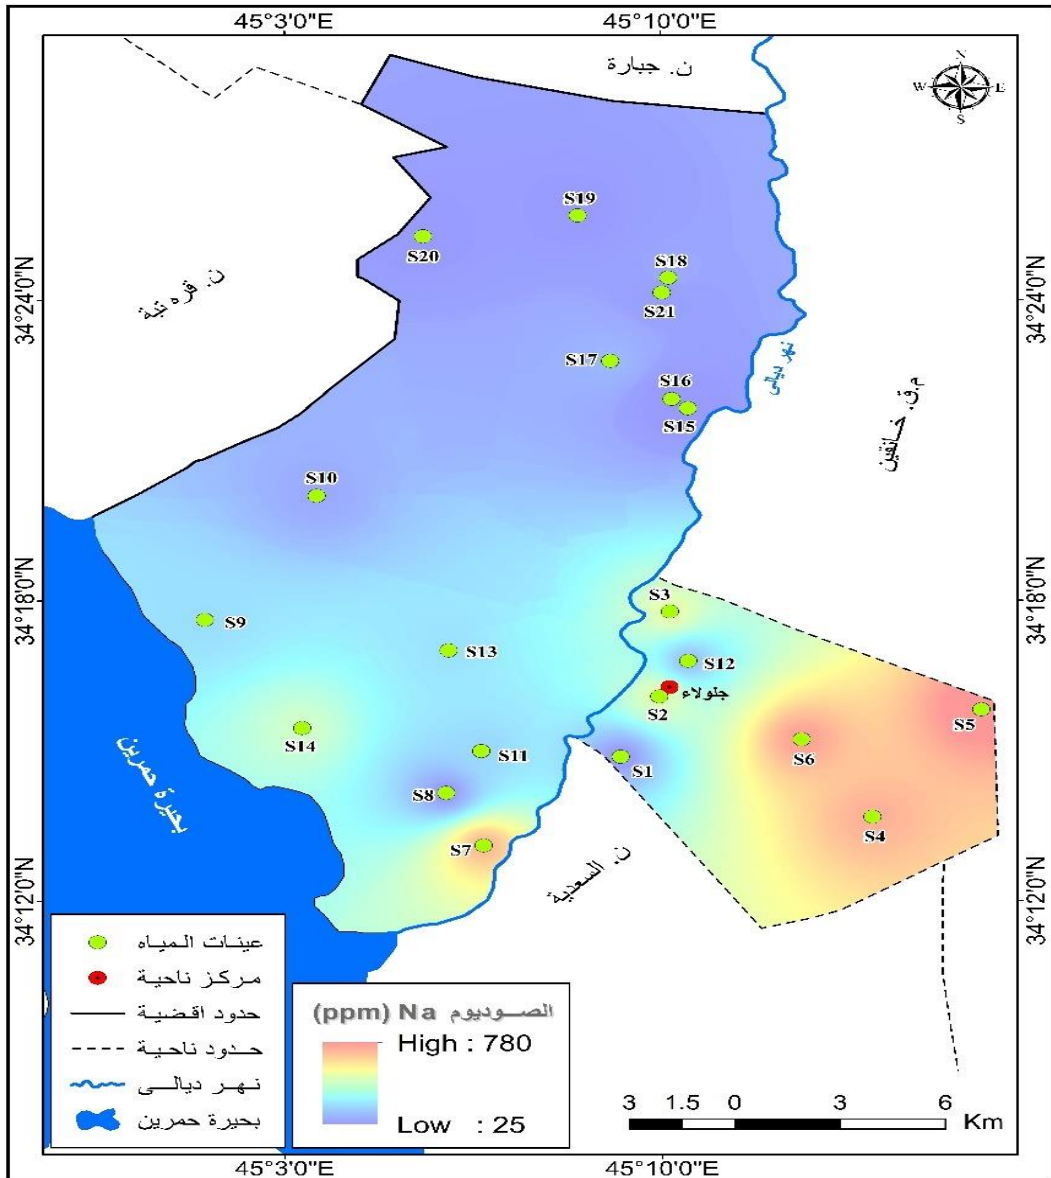 45°3'0"E
45°10'0"E
ن. جبارة
N
W
E
S
S19
S20
S18
34°24'0"N
34°24'0"N
S21
ن. قره تبة
S17
نهر ديالى
S16
S15
م.ق. خانقين
S10
34°18'0"N
34°18'0"N
S3
S9
S13
S12
جلولاء
S2
S5
S14
S6
S11
S1
بحيرة حمرين
S8
S4
S7
ن. السعدية
34°12'0"N
34°12'0"N
عينات المياه
مركز ناحية
حدود اقضية
حدود ناحية
نهر ديالى
بحيرة حمرين
الصوديوم Na (ppm)
High : 780
Low : 25
3 1.5 0 3 6
Km
45°3'0"E
45°10'0"E